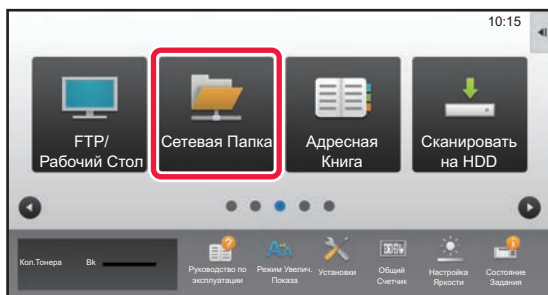 10:15
FTP/
Рабочий Стол
Сетевая Папка
Адресная
Книга
Сканировать
на HDD
Кол.Тонера Bk
Руководство по
эксплуатации
Режим Увелич.
Показа
Установки
Общий
Счетчик
Настройка
Яркости
Состояние
Задания